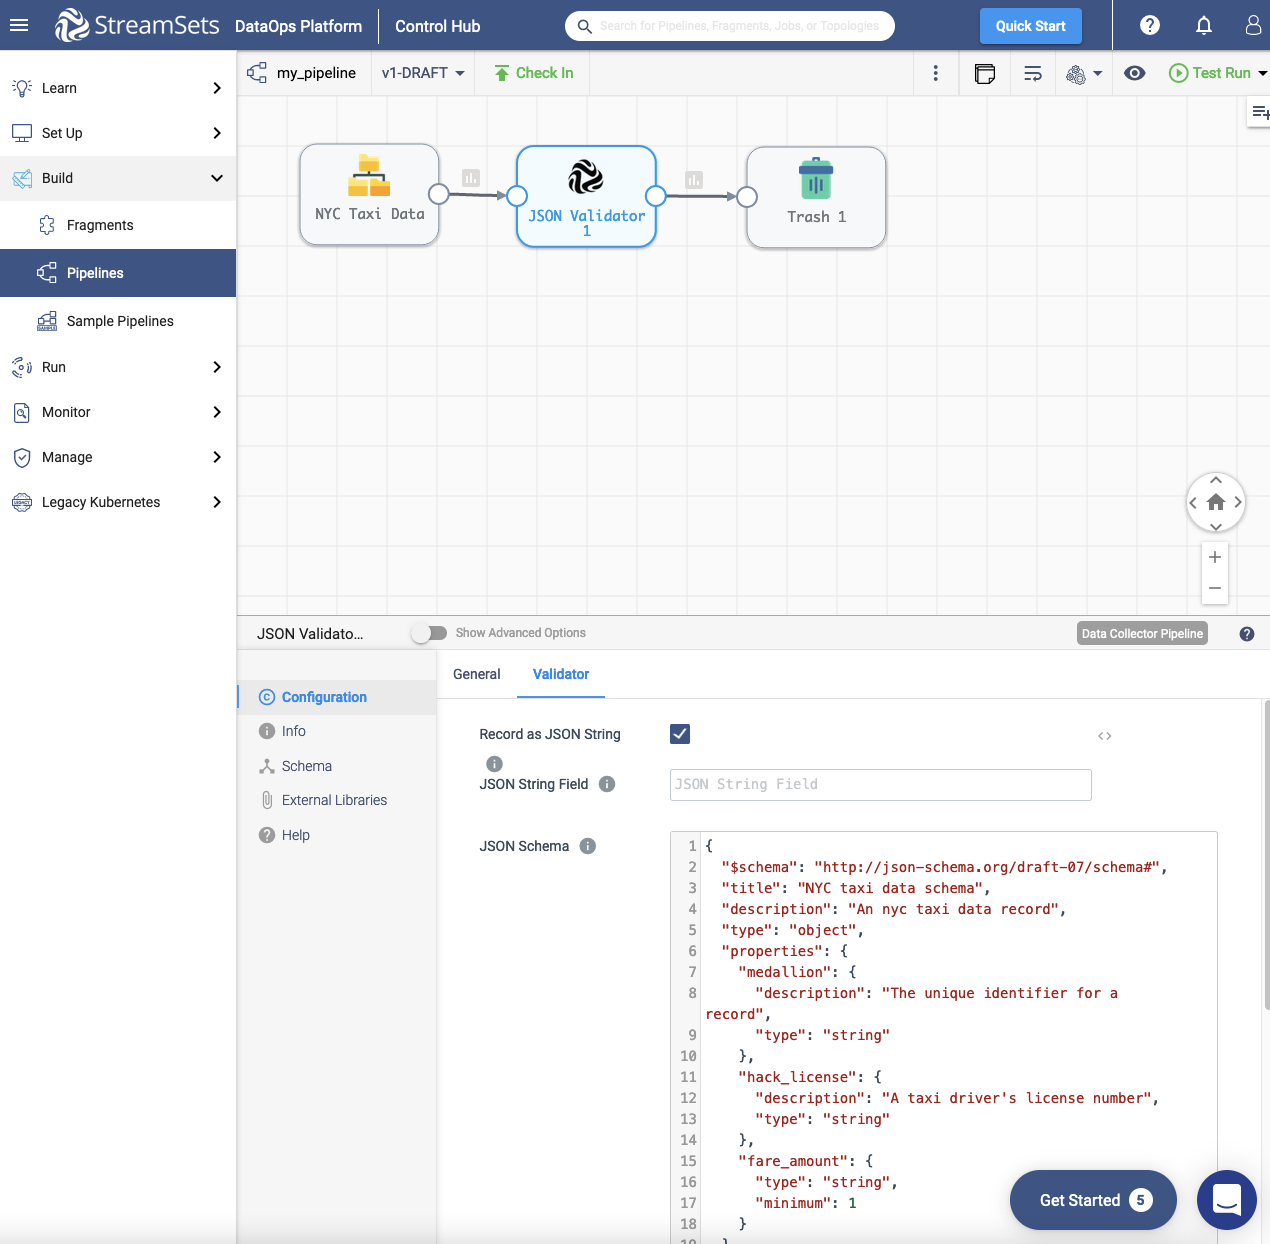 StreamSets DataOps Platform Control Hub
Search for Pipelines, Fragments, Jobs, or Topologies
Quick Start
my_pipeline
v1-DRAFT
Check In
Test Run
Learn
Set Up
Build
Fragments
Pipelines
SAMPLE
Sample Pipelines
Run
Monitor
Manage
LEGACY
Legacy Kubernetes
NYC Taxi Data
JSON Validator
1
Trash 1
JSON Validato...
Show Advanced Options
Data Collector Pipeline
Configuration
Info
Schema
External Libraries
Help
General
Validator
Record as JSON String
JSON String Field
JSON String Field
JSON Schema
1 {
2 "$schema": "http://json-schema.org/draft-07/schema#",
3 "title": "NYC taxi data schema",
4 "description": "An nyc taxi data record",
5 "type": "object",
6 "properties": {
7 "medallion": {
8 "description": "The unique identifier for a
record",
9 "type": "string"
10 },
11 "hack_license": {
12 "description": "A taxi driver's license number",
13 "type": "string"
14 },
15 "fare_amount": {
16 "type": "string",
17 "minimum": 1
18 }
19 }
Get Started 5